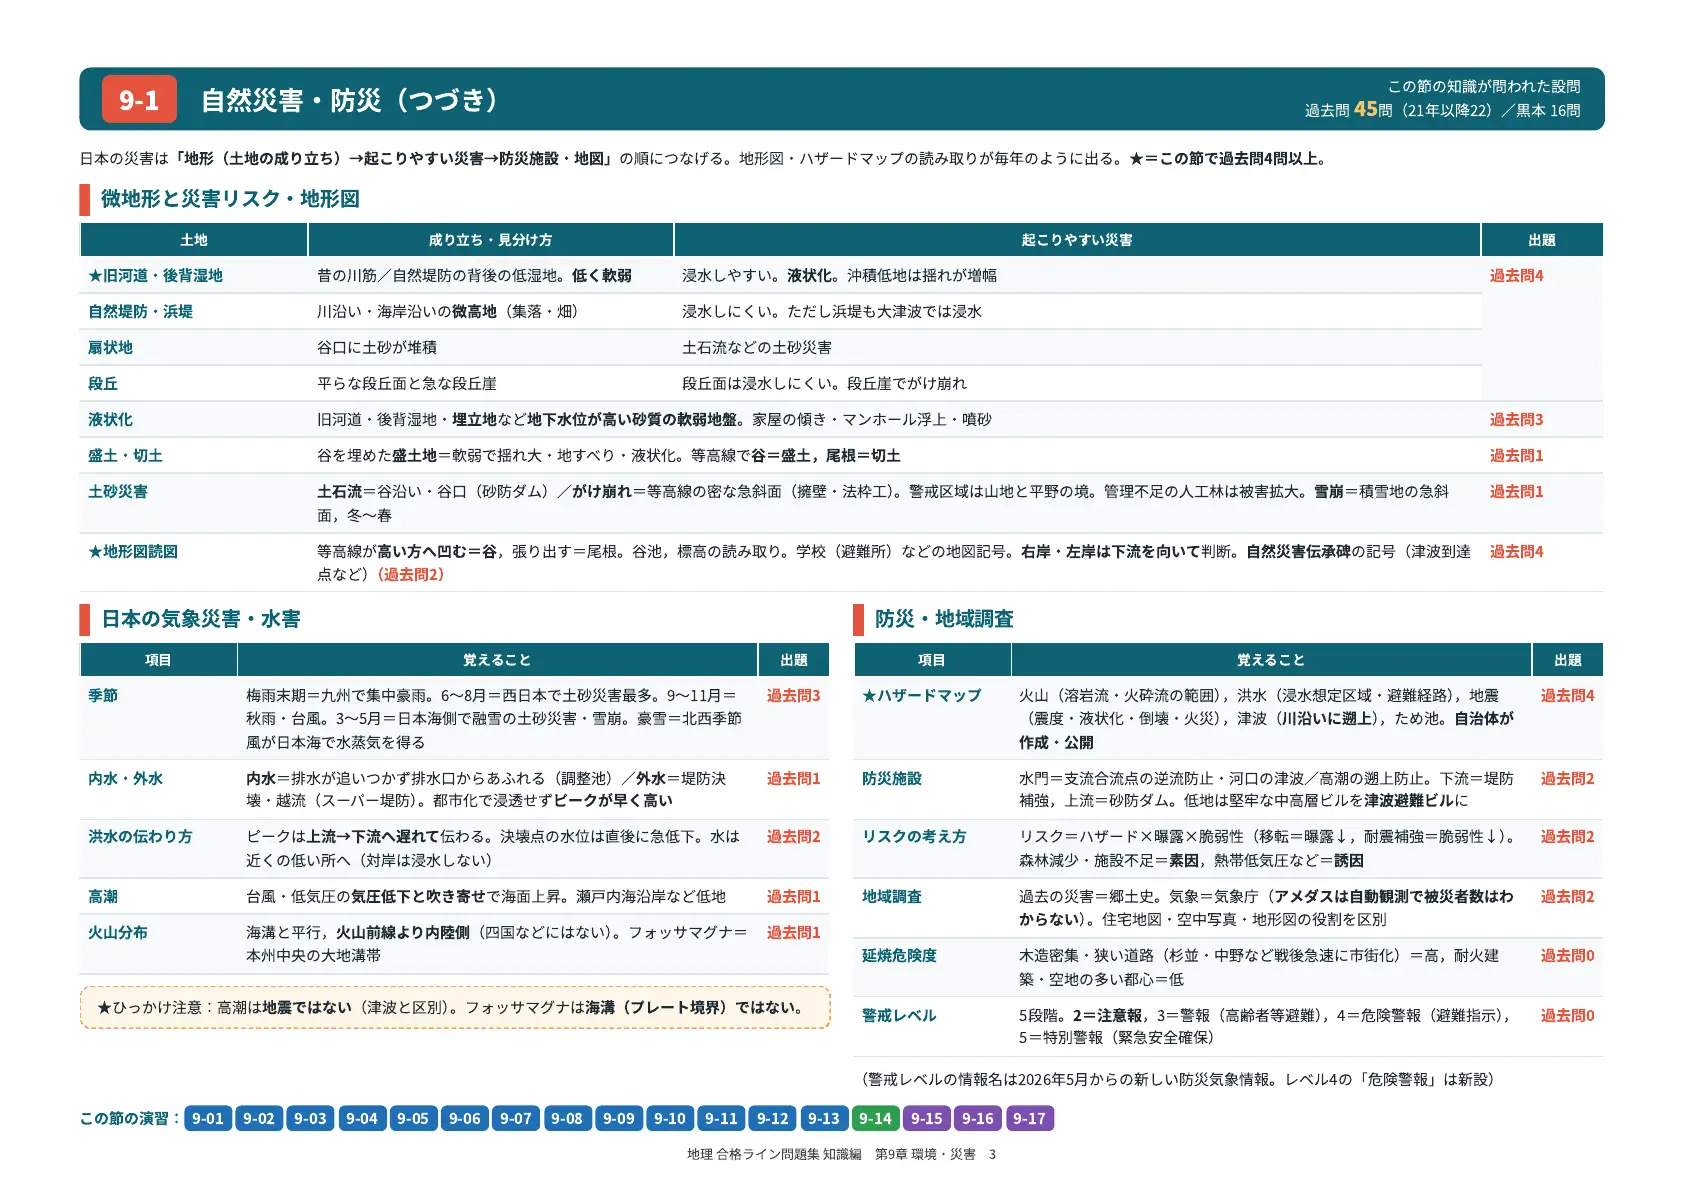 9-1 自然災害・防災（つづき）
この節の知識が問われた設問
過去問 45問（21年以降22）／黒本 16問
日本の災害は「地形（土地の成り立ち）→起こりやすい災害→防災施設・地図」の順につなげる。地形図・ハザードマップの読み取りが毎年のように出る。★＝この節で過去問4問以上。
微地形と災害リスク・地形図
土地 成り立ち・見分け方 起こりやすい災害 出題
★旧河道・後背湿地 昔の川筋／自然堤防の背後の低湿地。低く軟弱 浸水しやすい。液状化。沖積低地は揺れが増幅 過去問4
自然堤防・浜堤 川沿い・海岸沿いの微高地（集落・畑） 浸水しにくい。ただし浜堤も大津波では浸水
扇状地 谷口に土砂が堆積 土石流などの土砂災害
段丘 平らな段丘面と急な段丘崖 段丘面は浸水しにくい。段丘崖でがけ崩れ
液状化 旧河道・後背湿地・埋立地など地下水位が高い砂質の軟弱地盤。家屋の傾き・マンホール浮上・噴砂 過去問3
盛土・切土 谷を埋めた盛土地＝軟弱で揺れ大・地すべり・液状化。等高線で谷＝盛土，尾根＝切土 過去問1
土砂災害 土石流＝谷沿い・谷口（砂防ダム）／がけ崩れ＝等高線の密な急斜面（擁壁・法枠工）。警戒区域は山地と平野の境。管理不足の人工林は被害拡大。雪崩＝積雪地の急斜 過去問1
面，冬〜春
★地形図読図 等高線が高い方へ凹む＝谷，張り出す＝尾根。谷池，標高の読み取り。学校（避難所）などの地図記号。右岸・左岸は下流を向いて判断。自然災害伝承碑の記号（津波到達 過去問4
点など）（過去問2）
日本の気象災害・水害
項目 覚えること 出題
季節 梅雨末期＝九州で集中豪雨。6〜8月＝西日本で土砂災害最多。9〜11月＝ 過去問3
秋雨・台風。3〜5月＝日本海側で融雪の土砂災害・雪崩。豪雪＝北西季節
風が日本海で水蒸気を得る
内水・外水 内水＝排水が追いつかず排水口からあふれる（調整池）／外水＝堤防決 過去問1
壊・越流（スーパー堤防）。都市化で浸透せずピークが早く高い
洪水の伝わり方 ピークは上流→下流へ遅れて伝わる。決壊点の水位は直後に急低下。水は 過去問2
近くの低い所へ（対岸は浸水しない）
高潮 台風・低気圧の気圧低下と吹き寄せで海面上昇。瀬戸内海沿岸など低地 過去問1
火山分布 海溝と平行，火山前線より内陸側（四国などにはない）。フォッサマグナ＝ 過去問1
本州中央の大地溝帯
★ひっかけ注意：高潮は地震ではない（津波と区別）。フォッサマグナは海溝（プレート境界）ではない。
防災・地域調査
項目 覚えること 出題
★ハザードマップ 火山（溶岩流・火砕流の範囲），洪水（浸水想定区域・避難経路），地震 過去問4
（震度・液状化・倒壊・火災），津波（川沿いに遡上），ため池。自治体が
作成・公開
防災施設 水門＝支流合流点の逆流防止・河口の津波／高潮の遡上防止。下流＝堤防 過去問2
補強，上流＝砂防ダム。低地は堅牢な中高層ビルを津波避難ビルに
リスクの考え方 リスク＝ハザード×曝露×脆弱性（移転＝曝露↓，耐震補強＝脆弱性↓）。 過去問2
森林減少・施設不足＝素因，熱帯低気圧など＝誘因
地域調査 過去の災害＝郷土史。気象＝気象庁（アメダスは自動観測で被災者数はわ 過去問2
からない）。住宅地図・空中写真・地形図の役割を区別
延焼危険度 木造密集・狭い道路（杉並・中野など戦後急速に市街化）＝高，耐火建 過去問0
築・空地の多い都心＝低
警戒レベル 5段階。2＝注意報，3＝警報（高齢者等避難），4＝危険警報（避難指示）， 過去問0
5＝特別警報（緊急安全確保）
（警戒レベルの情報名は2026年5月からの新しい防災気象情報。レベル4の「危険警報」は新設）
この節の演習： 9-01 9-02 9-03 9-04 9-05 9-06 9-07 9-08 9-09 9-10 9-11 9-12 9-13 9-14 9-15 9-16 9-17
地理 合格ライン問題集 知識編 第9章 環境・災害 3